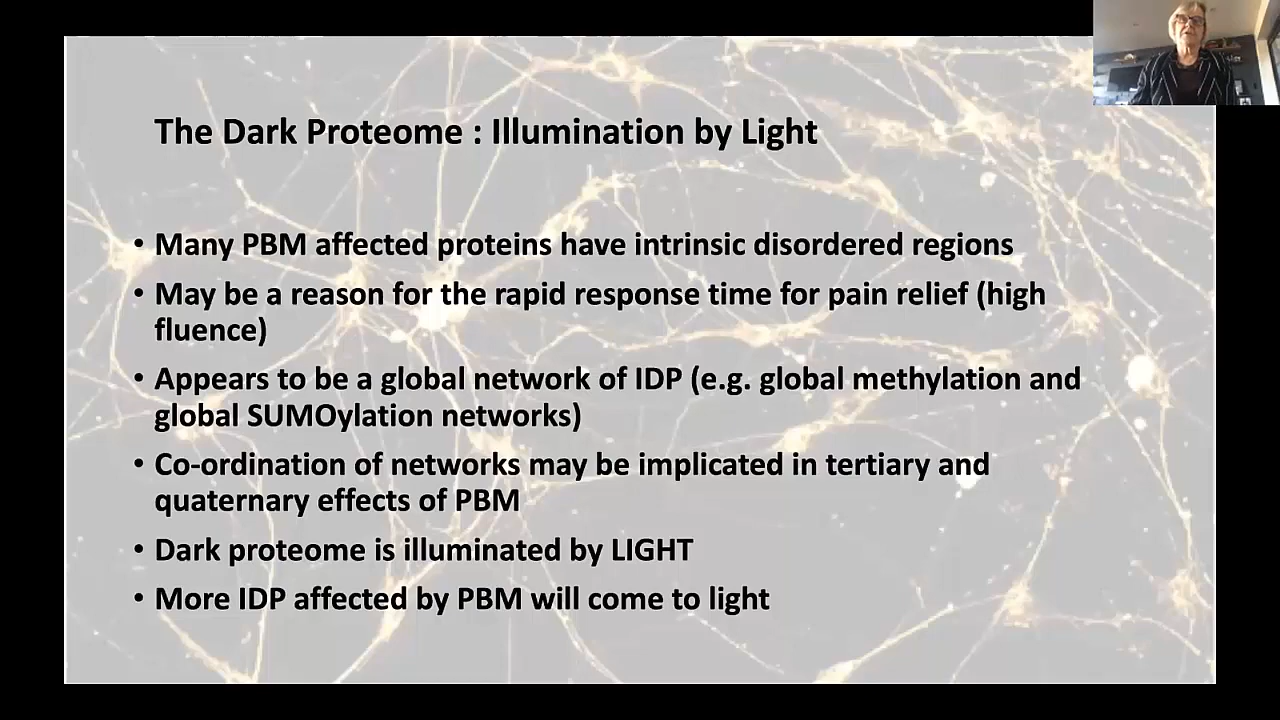 The Dark Proteome : Illumination by Light
• Many PBM affected proteins have intrinsic disordered regions
• May be a reason for the rapid response time for pain relief (high
fluence)
• Appears to be a global network of IDP (e.g. global methylation and
global SUMOylation networks)
• Co-ordination of networks may be implicated in tertiary and
quaternary effects of PBM
• Dark proteome is illuminated by LIGHT
• More IDP affected by PBM will come to light